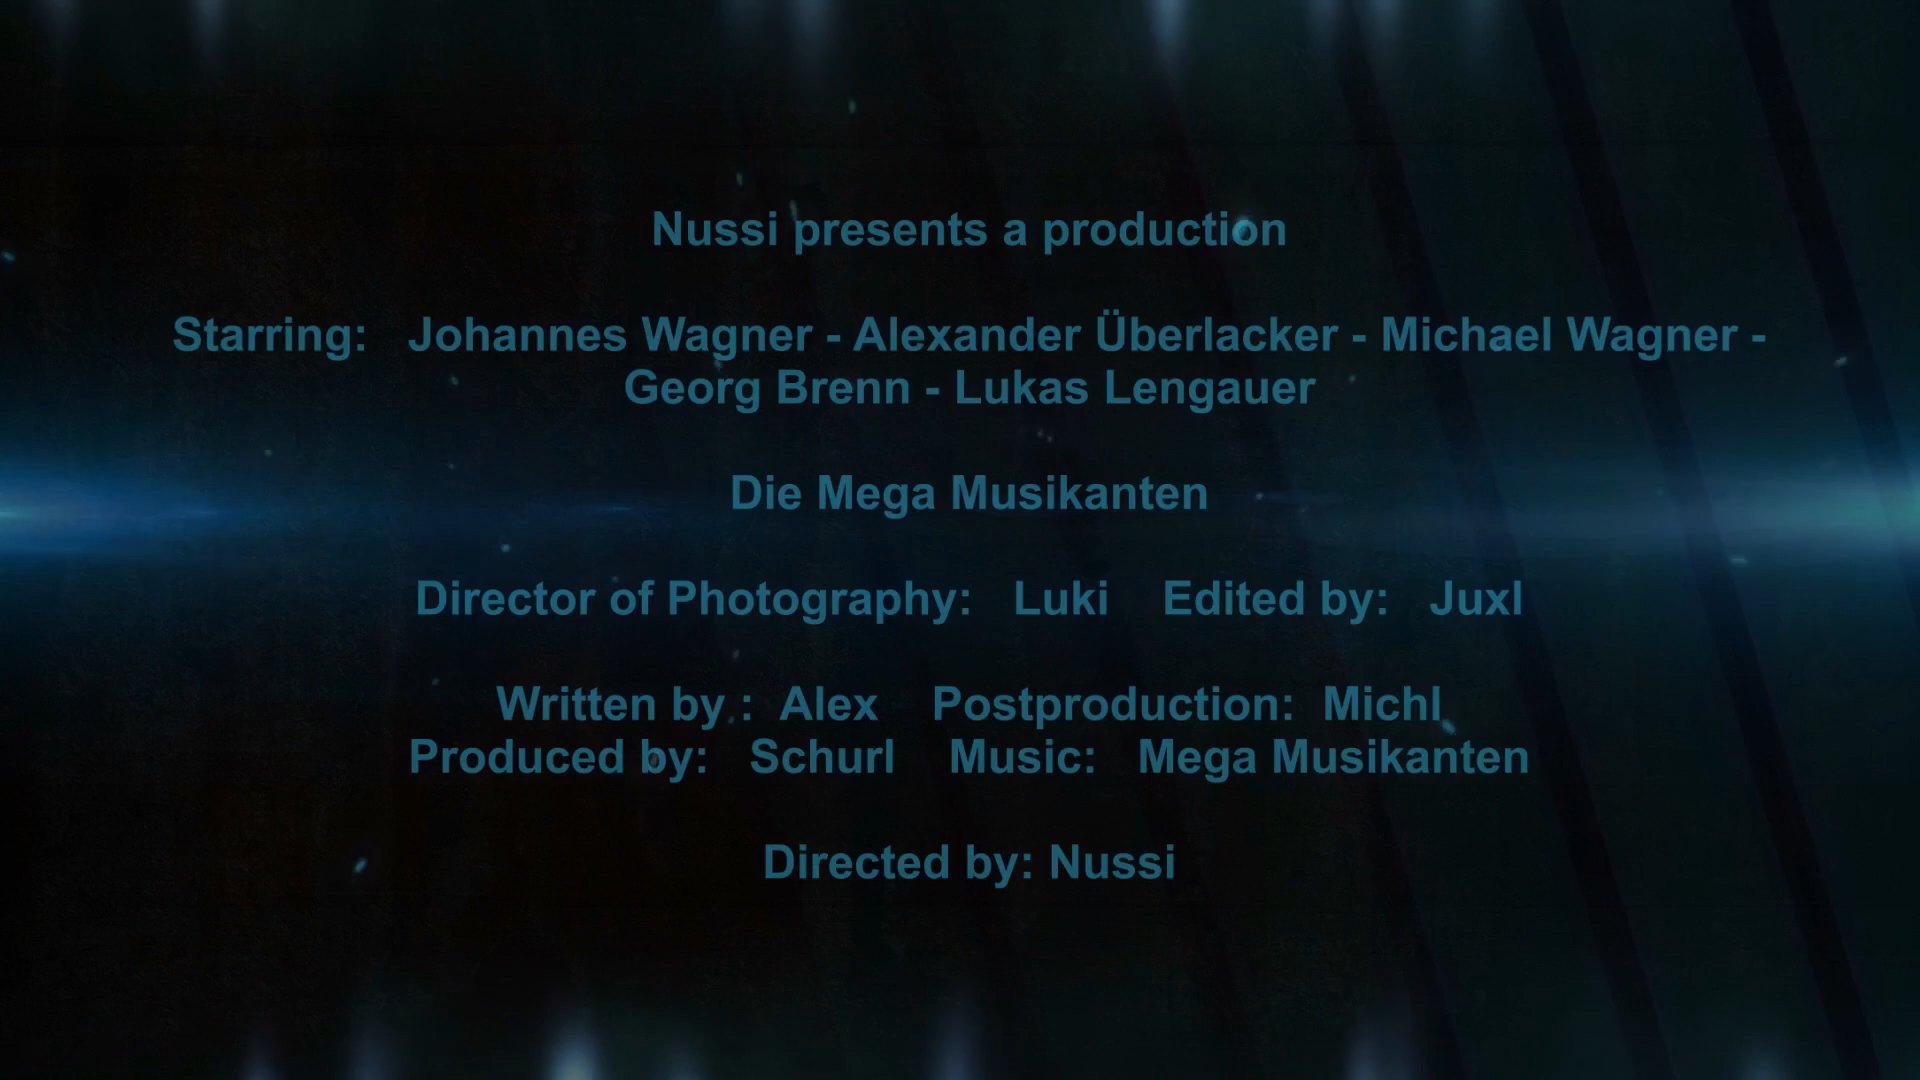 Nussi presents a production
Starring: Johannes Wagner - Alexander Überlacker - Michael Wagner -
Georg Brenn - Lukas Lengauer
Die Mega Musikanten
Director of Photography: Luki Edited by: Juxl
Written by : Alex Postproduction: Michl
Produced by: Schurl Music: Mega Musikanten
Directed by: Nussi